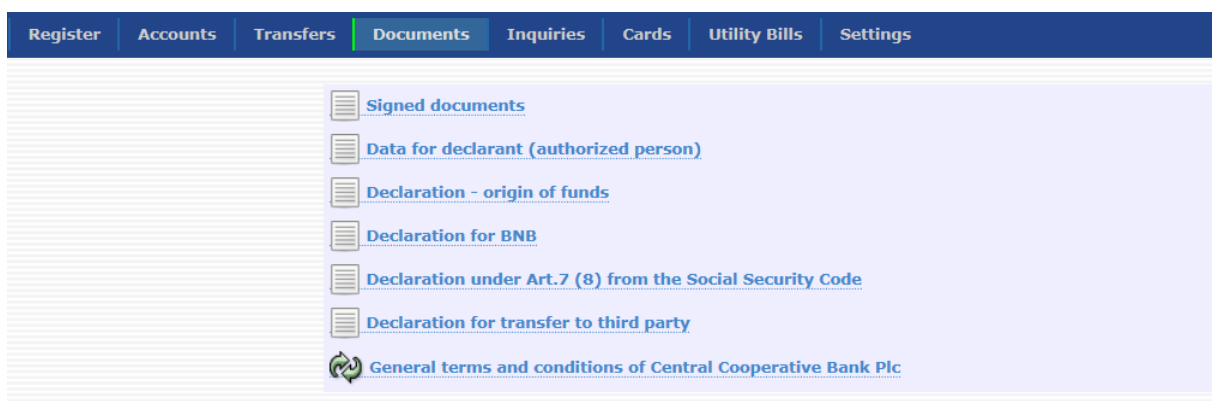 Register Accounts Transfers Documents Inquiries Cards Utility Bills Settings
Signed documents
Data for declarant (authorized person)
Declaration - origin of funds
Declaration for BNB
Declaration under Art.7 (8) from the Social Security Code
Declaration for transfer to third party
General terms and conditions of Central Cooperative Bank Plc